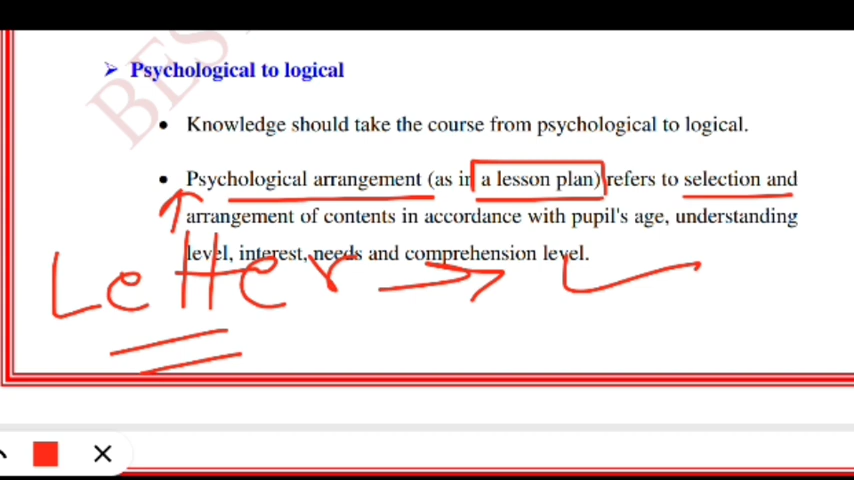 BES
➢ Psychological to logical
• Knowledge should take the course from psychological to logical.
• Psychological arrangement (as in a lesson plan) refers to selection and
arrangement of contents in accordance with pupil's age, understanding
level, interest, needs and comprehension level.
Letter →